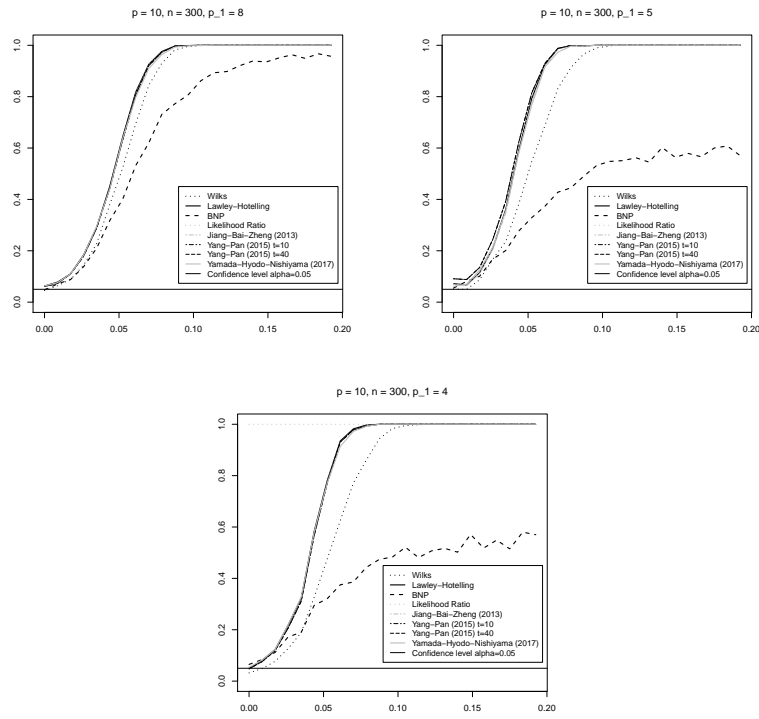 p = 10, n = 300, p_1 = 8
1.0
0.8
0.6
0.4
0.2
0.0
Wilks
Lawley−Hotelling
BNP
Likelihood Ratio
Jiang−Bai−Zheng (2013)
Yang−Pan (2015) t=10
Yang−Pan (2015) t=40
Yamada−Hyodo−Nishiyama (2017)
Confidence level alpha=0.05
0.00 0.05 0.10 0.15 0.20
p = 10, n = 300, p_1 = 5
1.0
0.8
0.6
0.4
0.2
0.0
Wilks
Lawley−Hotelling
BNP
Likelihood Ratio
Jiang−Bai−Zheng (2013)
Yang−Pan (2015) t=10
Yang−Pan (2015) t=40
Yamada−Hyodo−Nishiyama (2017)
Confidence level alpha=0.05
0.00 0.05 0.10 0.15 0.20
p = 10, n = 300, p_1 = 4
1.0
0.8
0.6
0.4
0.2
0.0
Wilks
Lawley−Hotelling
BNP
Likelihood Ratio
Jiang−Bai−Zheng (2013)
Yang−Pan (2015) t=10
Yang−Pan (2015) t=40
Yamada−Hyodo−Nishiyama (2017)
Confidence level alpha=0.05
0.00 0.05 0.10 0.15 0.20